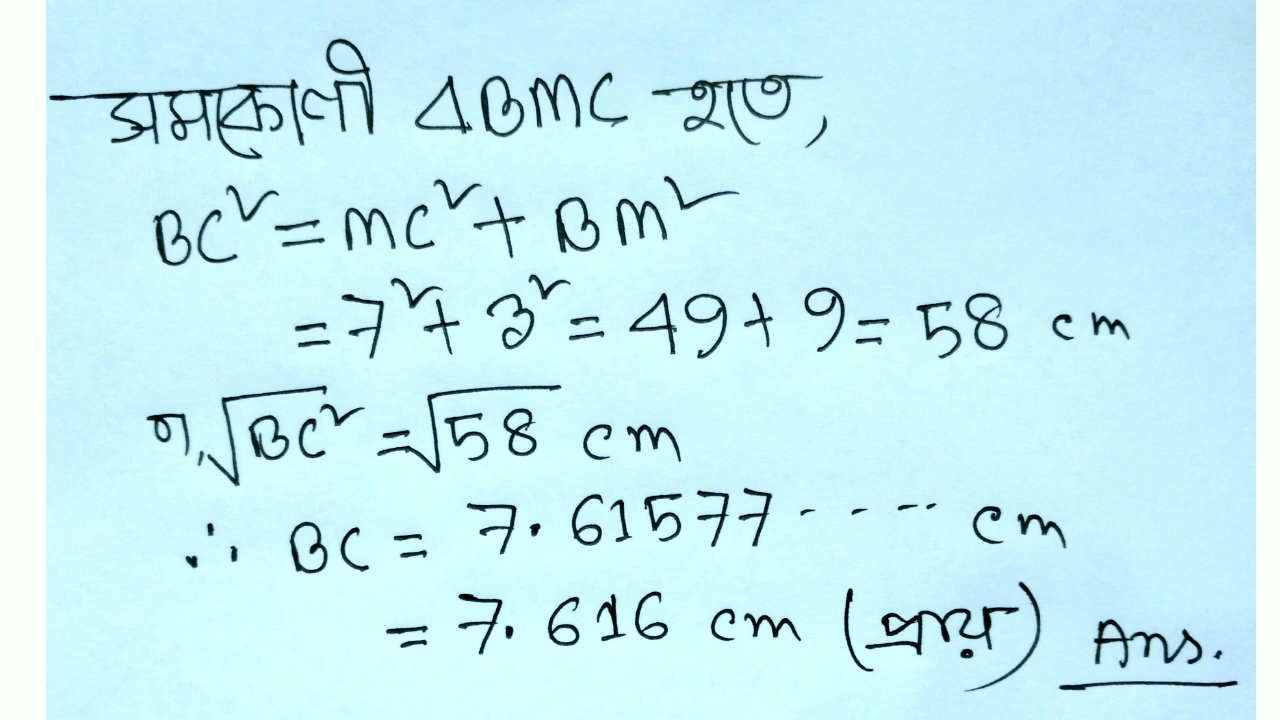 সমকোণী ΔBMC হতে,
BC² = MC² + BM²
= 7² + 3² = 49 + 9 = 58 cm
বা, √BC² = √58 cm
∴ BC = 7.61577 ---- cm
= 7.616 cm (প্রায়) Ans.